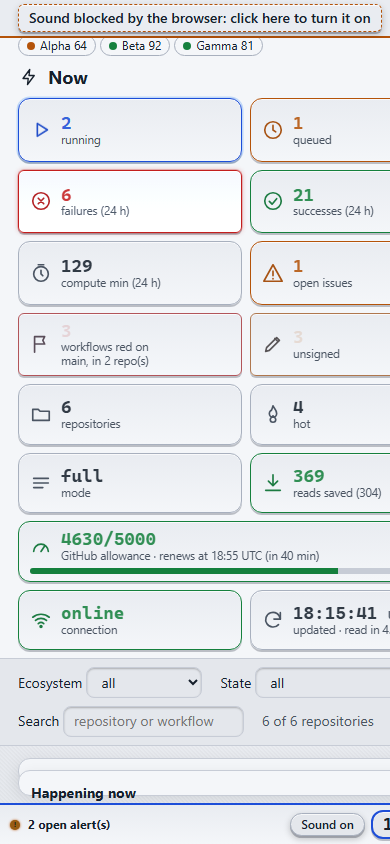 Sound blocked by the browser: click here to turn it on
Alpha 64 Beta 92 Gamma 81
Now
2
running
1
queued
6
failures (24 h)
21
successes (24 h)
129
compute min (24 h)
1
open issues
3
workflows red on
main, in 2 repo(s)
3
unsigned
6
repositories
4
hot
full
mode
369
reads saved (304)
4630/5000
GitHub allowance · renews at 18:55 UTC (in 40 min)
online
connection
18:15:41
updated · read in 4
Ecosystem all State all
Search repository or workflow 6 of 6 repositories
Happening now
2 open alert(s) Sound on 1